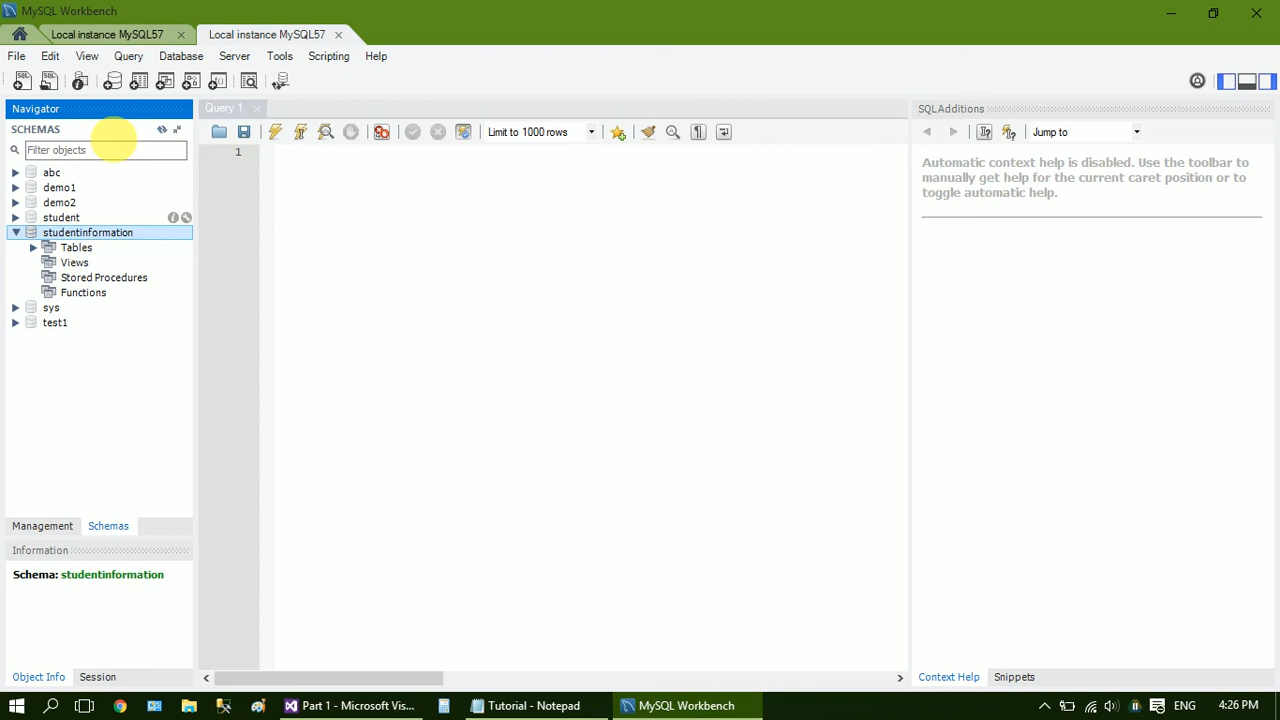 MySQL Workbench
Local instance MySQL57
Local instance MySQL57
File Edit View Query Database Server Tools Scripting Help
Navigator
SCHEMAS
Filter objects
abc
demo1
demo2
student
studentinformation
Tables
Views
Stored Procedures
Functions
sys
test1
Management Schemas
Information
Schema: studentinformation
Object Info Session
Query 1
Limit to 1000 rows
1
SQLAdditions
Jump to
Automatic context help is disabled. Use the toolbar to
manually get help for the current caret position or to
toggle automatic help.
Context Help Snippets
Part 1 - Microsoft Vis...
Tutorial - Notepad
MySQL Workbench
ENG
4:26 PM